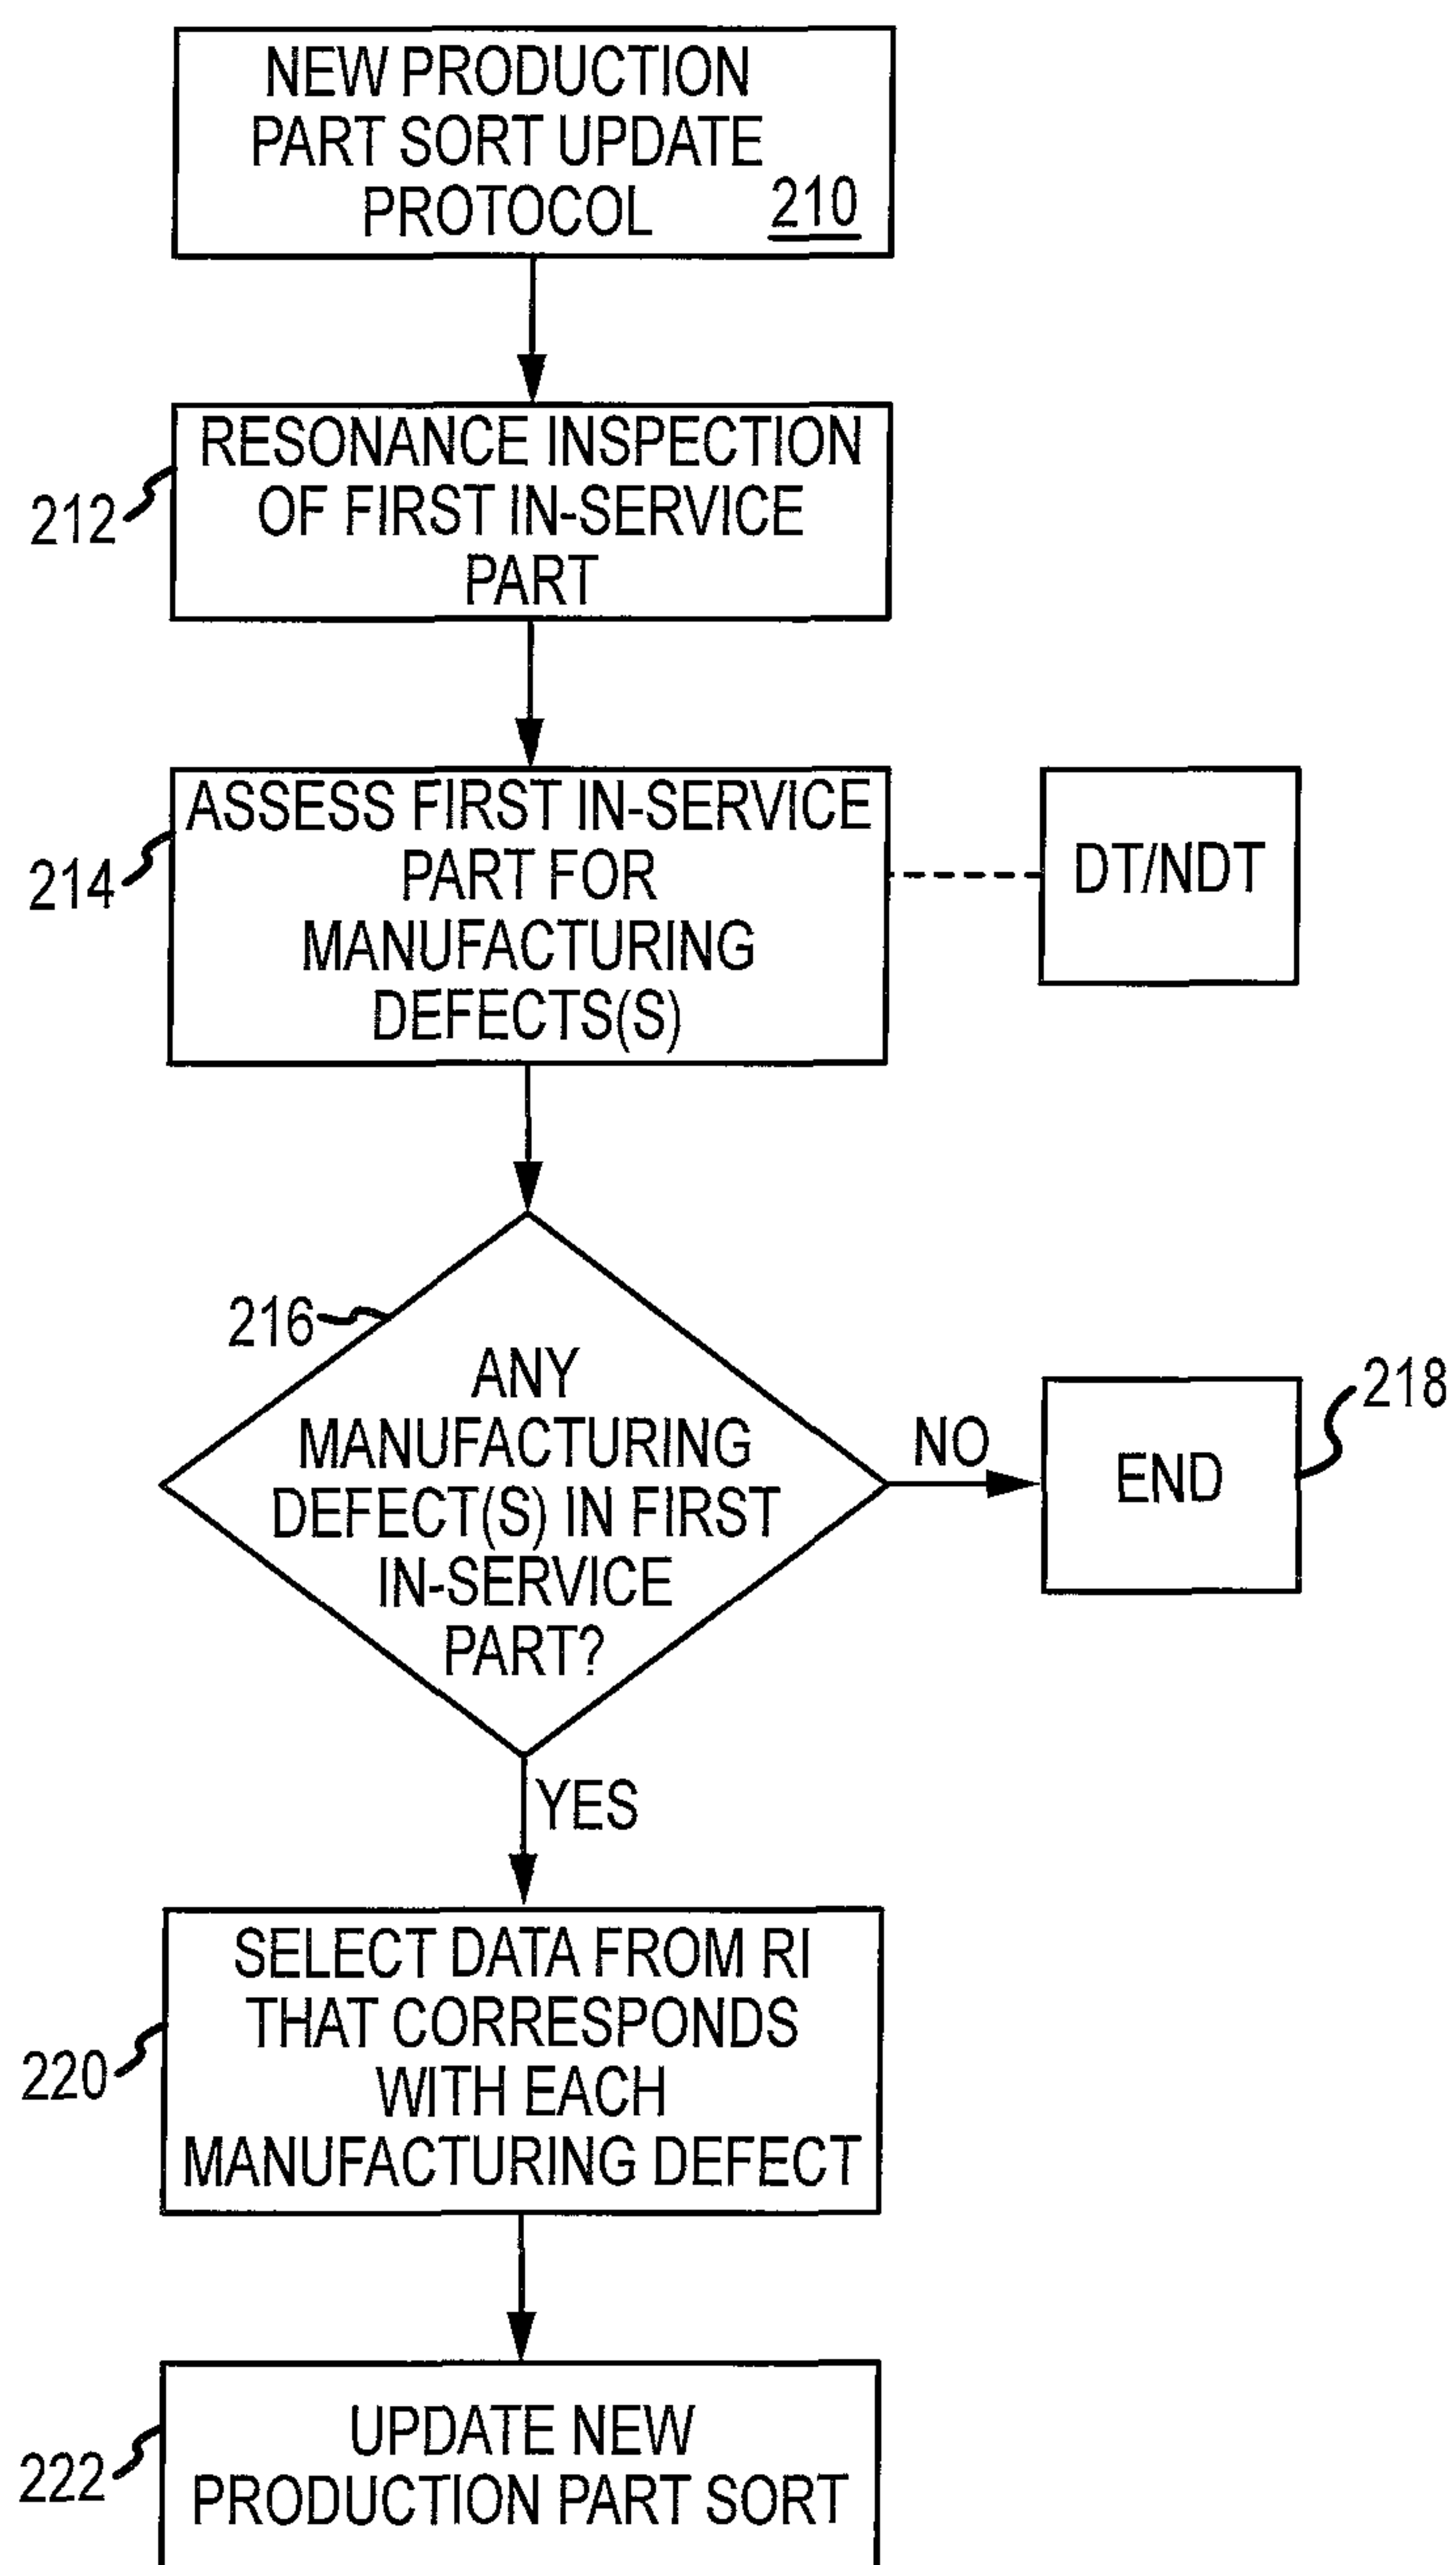 NEW PRODUCTION
PART SORT UPDATE
PROTOCOL
210
RESONANCE INSPECTION
OF FIRST IN-SERVICE
PART
212
ASSESS FIRST IN-SERVICE
PART FOR
MANUFACTURING
DEFECTS(S)
214
DT/NDT
216
ANY
MANUFACTURING
DEFECT(S) IN FIRST
IN-SERVICE
PART?
NO
END
218
YES
SELECT DATA FROM RI
THAT CORRESPONDS
WITH EACH
MANUFACTURING DEFECT
220
UPDATE NEW
PRODUCTION PART SORT
222